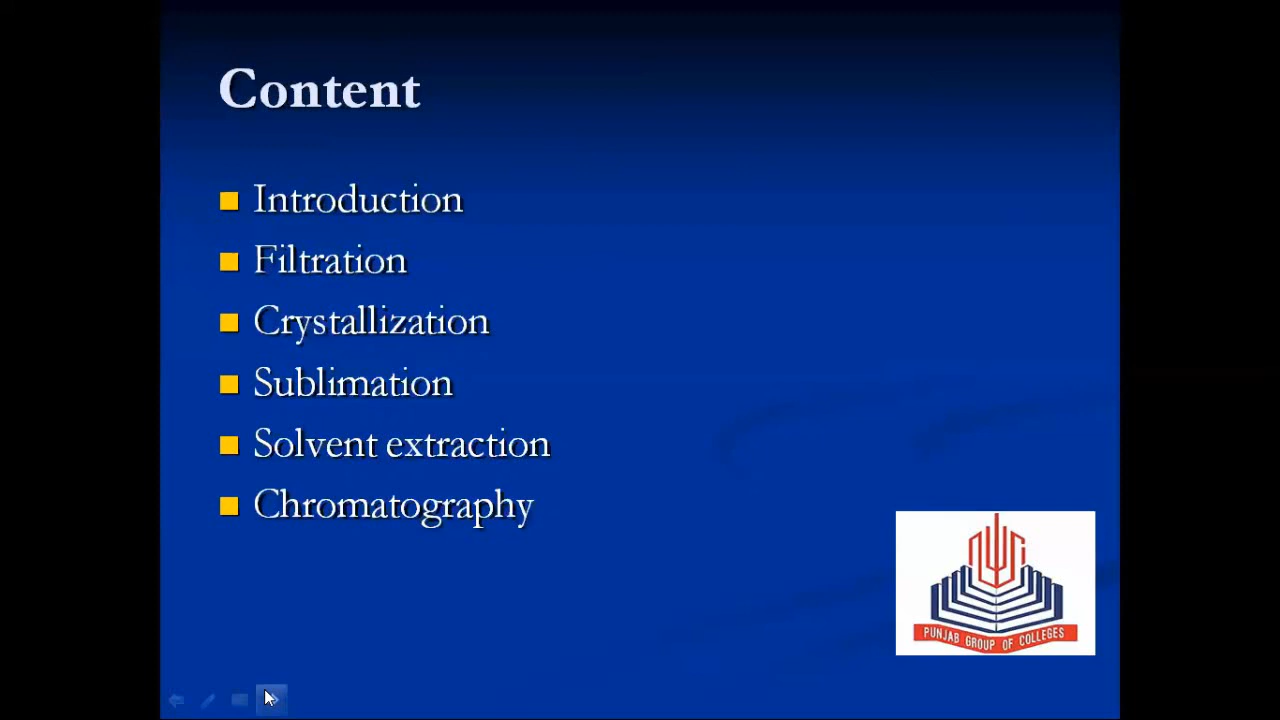 Content
Introduction
Filtration
Crystallization
Sublimation
Solvent extraction
Chromatography
PUNJAB GROUP OF COLLEGES